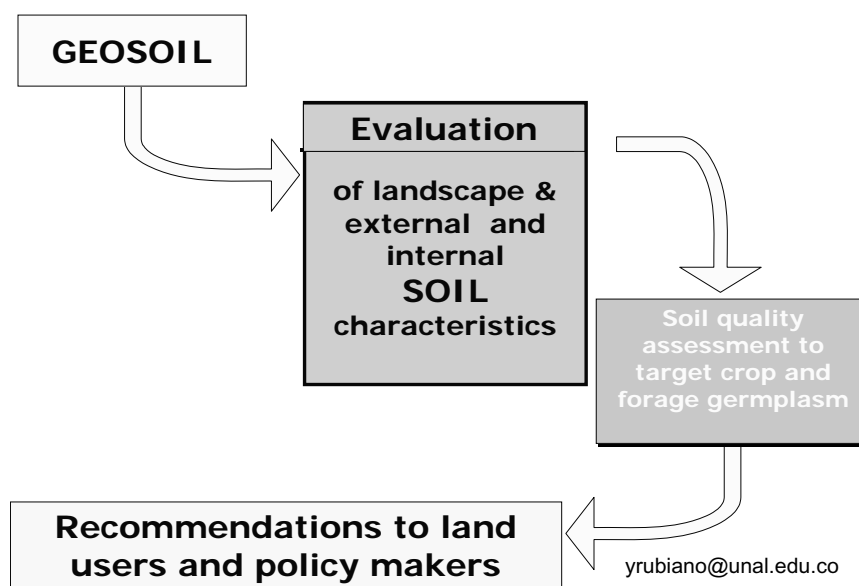 GEOSOIL
Evaluation
of landscape &
external and
internal
SOIL
characteristics
Soil quality
assessment to
target crop and
forage germplasm
Recommendations to land
users and policy makers
yrubiano@unal.edu.co